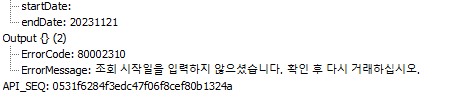 startDate:
endDate: 20231121
Output {} (2)
ErrorCode: 80002310
ErrorMessage: 조회 시작일을 입력하지 않으셨습니다. 확인 후 다시 거래하십시오.
API_SEQ: 0531f6284f3edc47f06f8cef80b1324a